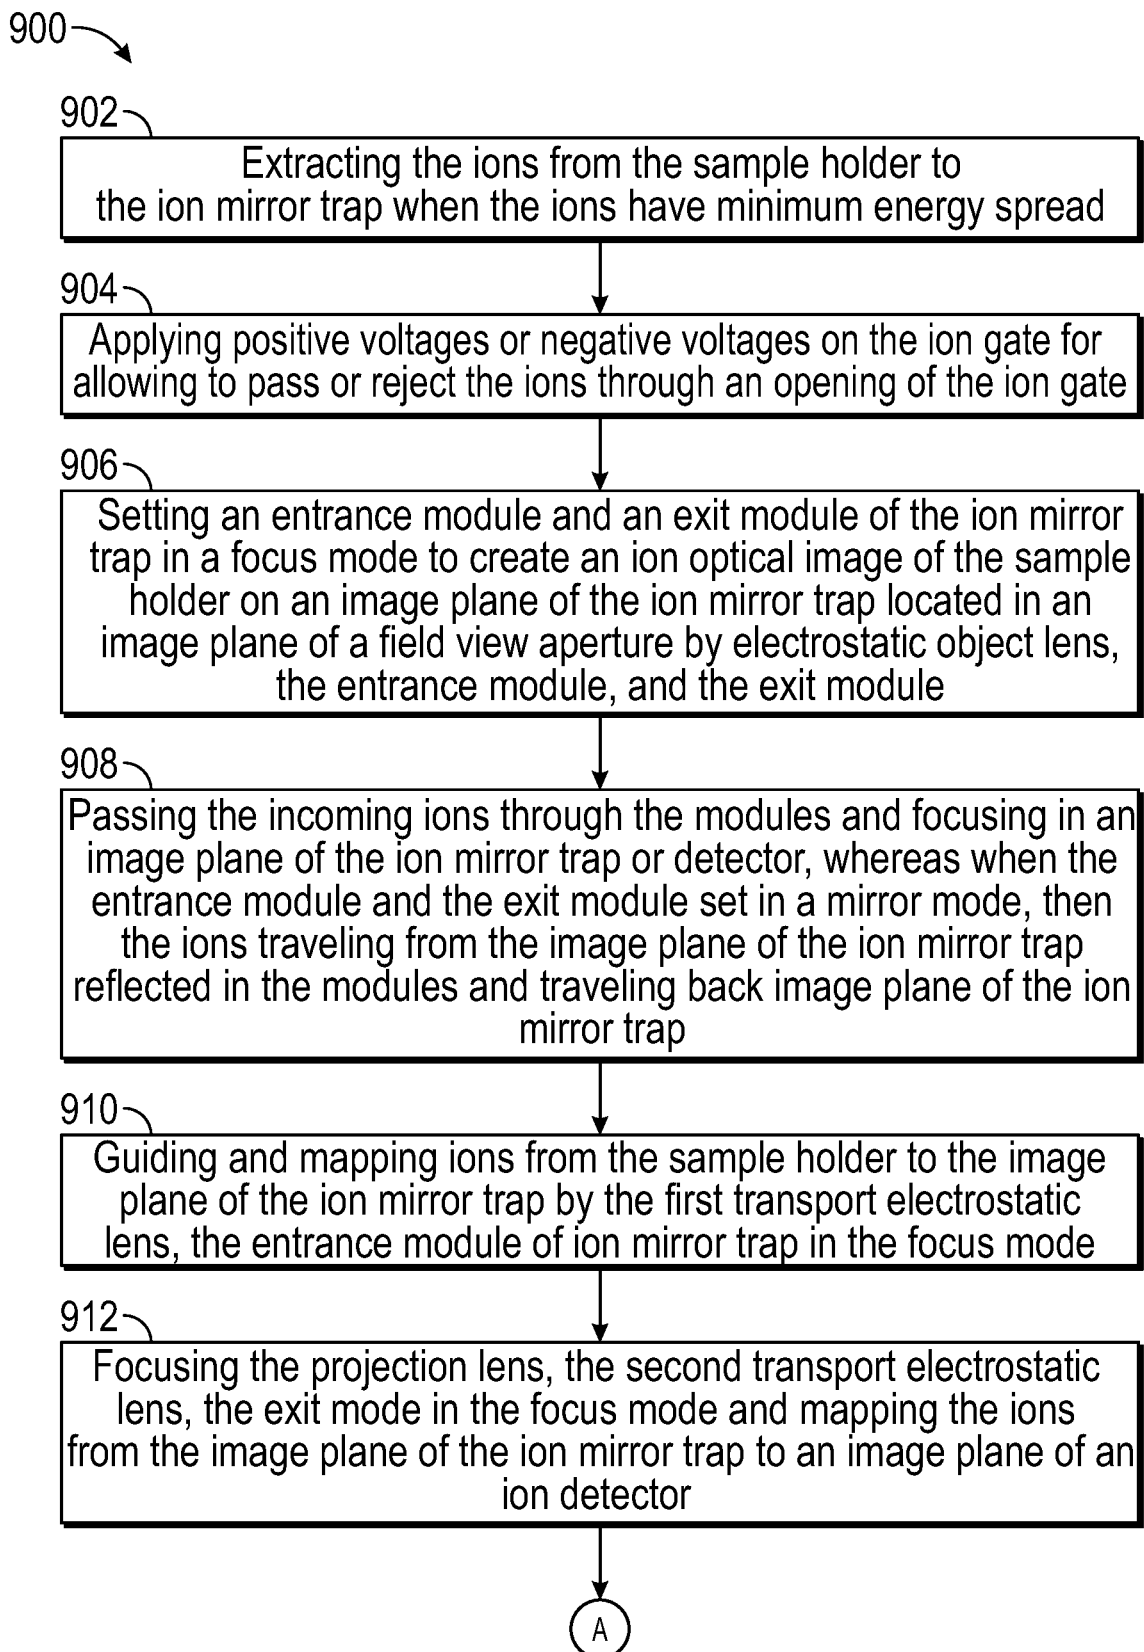 900
902
Extracting the ions from the sample holder to
the ion mirror trap when the ions have minimum energy spread
904
Applying positive voltages or negative voltages on the ion gate for
allowing to pass or reject the ions through an opening of the ion gate
906
Setting an entrance module and an exit module of the ion mirror
trap in a focus mode to create an ion optical image of the sample
holder on an image plane of the ion mirror trap located in an
image plane of a field view aperture by electrostatic object lens,
the entrance module, and the exit module
908
Passing the incoming ions through the modules and focusing in an
image plane of the ion mirror trap or detector, whereas when the
entrance module and the exit module set in a mirror mode, then
the ions traveling from the image plane of the ion mirror trap
reflected in the modules and traveling back image plane of the ion
mirror trap
910
Guiding and mapping ions from the sample holder to the image
plane of the ion mirror trap by the first transport electrostatic
lens, the entrance module of ion mirror trap in the focus mode
912
Focusing the projection lens, the second transport electrostatic
lens, the exit mode in the focus mode and mapping the ions
from the image plane of the ion mirror trap to an image plane of an
ion detector
A